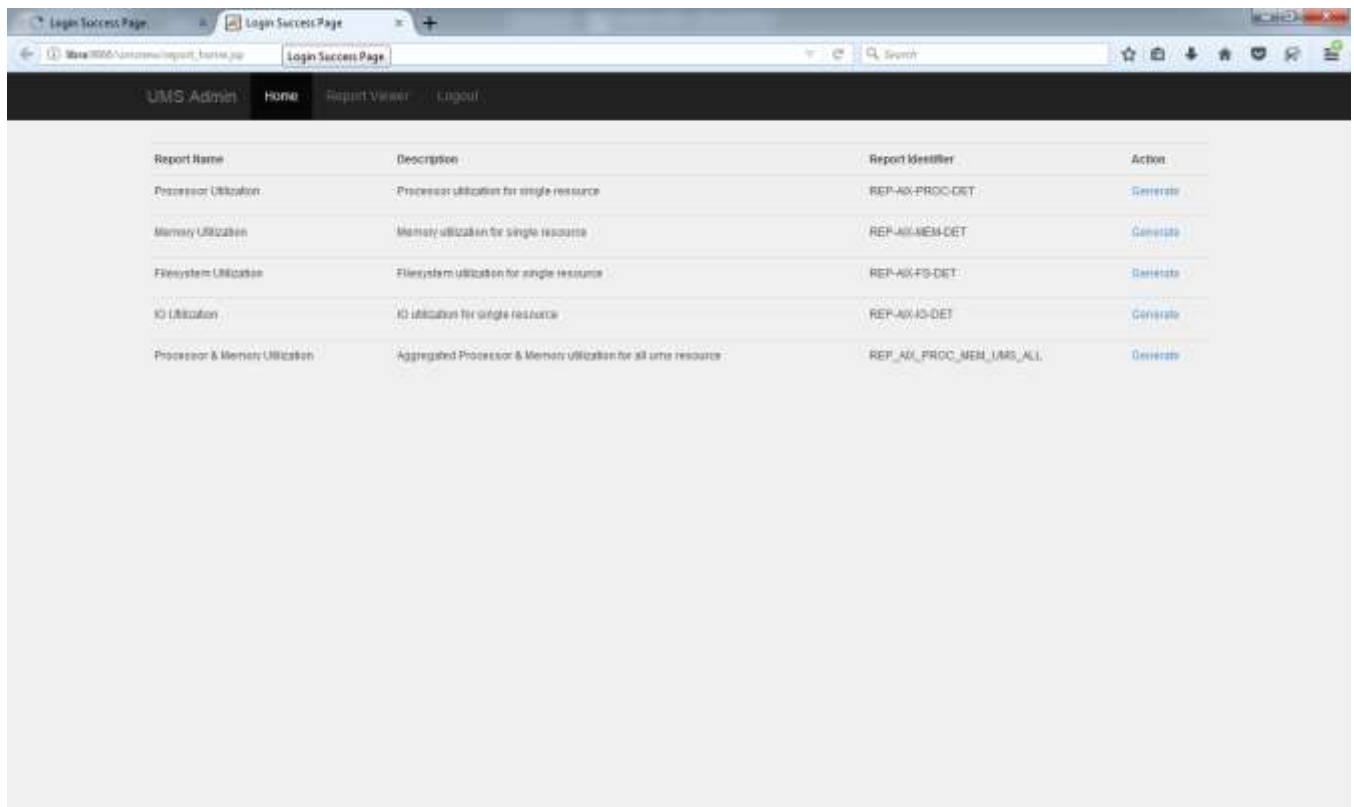 Login Success Page Login Success Page
report_home.jsp Search
Login Success Page
UMS Admin Home Report Viewer Logout
Report Name Description Report Identifier Action
Processor Utilization Processor utilization for single resource REP-AIX-PROC-DET Generate
Memory Utilization Memory utilization for single resource REP-AIX-MEM-DET Generate
Filesystem Utilization Filesystem utilization for single resource REP-AIX-FS-DET Generate
IO Utilization IO utilization for single resource REP-AIX-IO-DET Generate
Processor & Memory Utilization Aggregated Processor & Memory utilization for all ums resource REP_AIX_PROC_MEM_UMS_ALL Generate